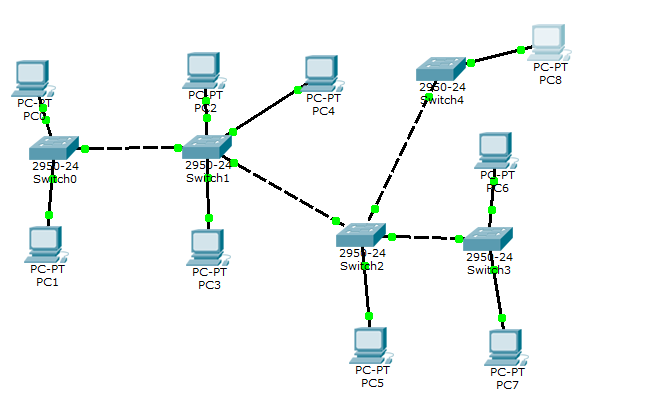 PC-PT
PC0
PC-PT
PC2
PC-PT
PC4
2950-24
Switch4
PC-PT
PC8
2950-24
Switch0
2950-24
Switch1
PC-PT
PC6
PC-PT
PC1
PC-PT
PC3
2950-24
Switch2
2950-24
Switch3
PC-PT
PC5
PC-PT
PC7